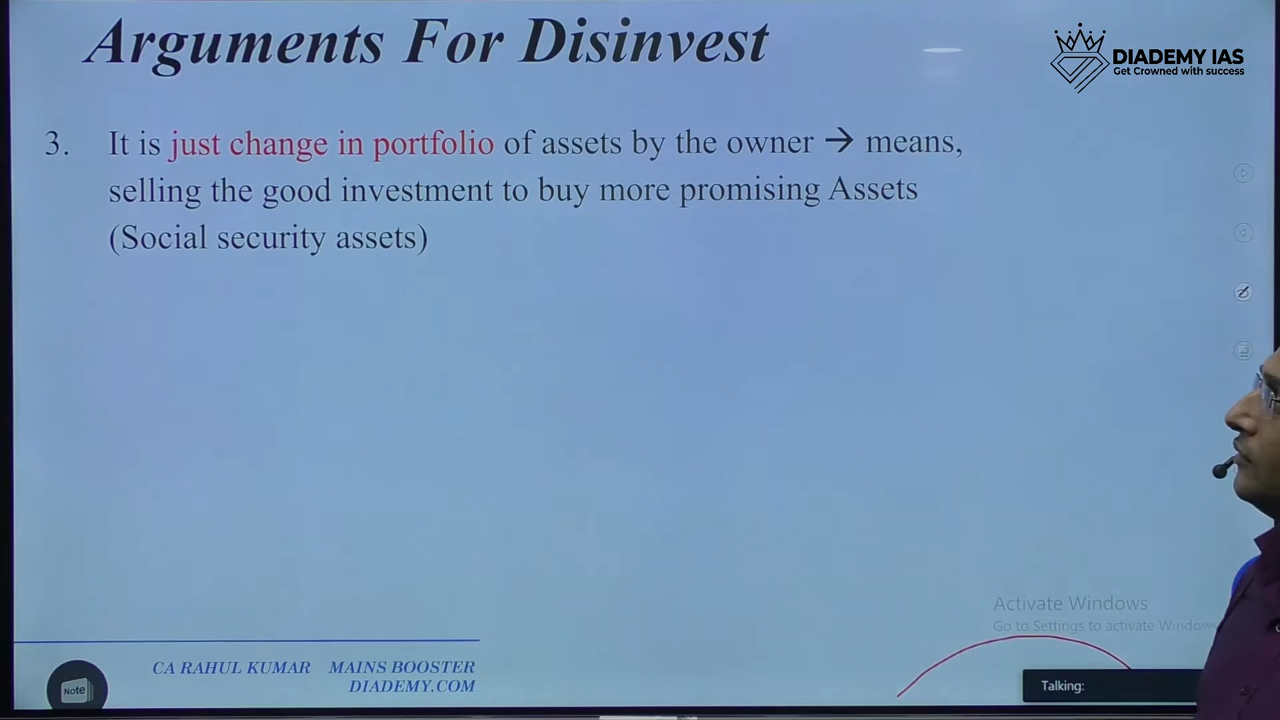 Arguments For Disinvest
DIADEMY IAS
Get Crowned with success
3. It is just change in portfolio of assets by the owner → means,
selling the good investment to buy more promising Assets
(Social security assets)
Activate Windows
Go to Settings to activate Windows
CA RAHUL KUMAR MAINS BOOSTER
DIADEMY.COM
Note
Talking: